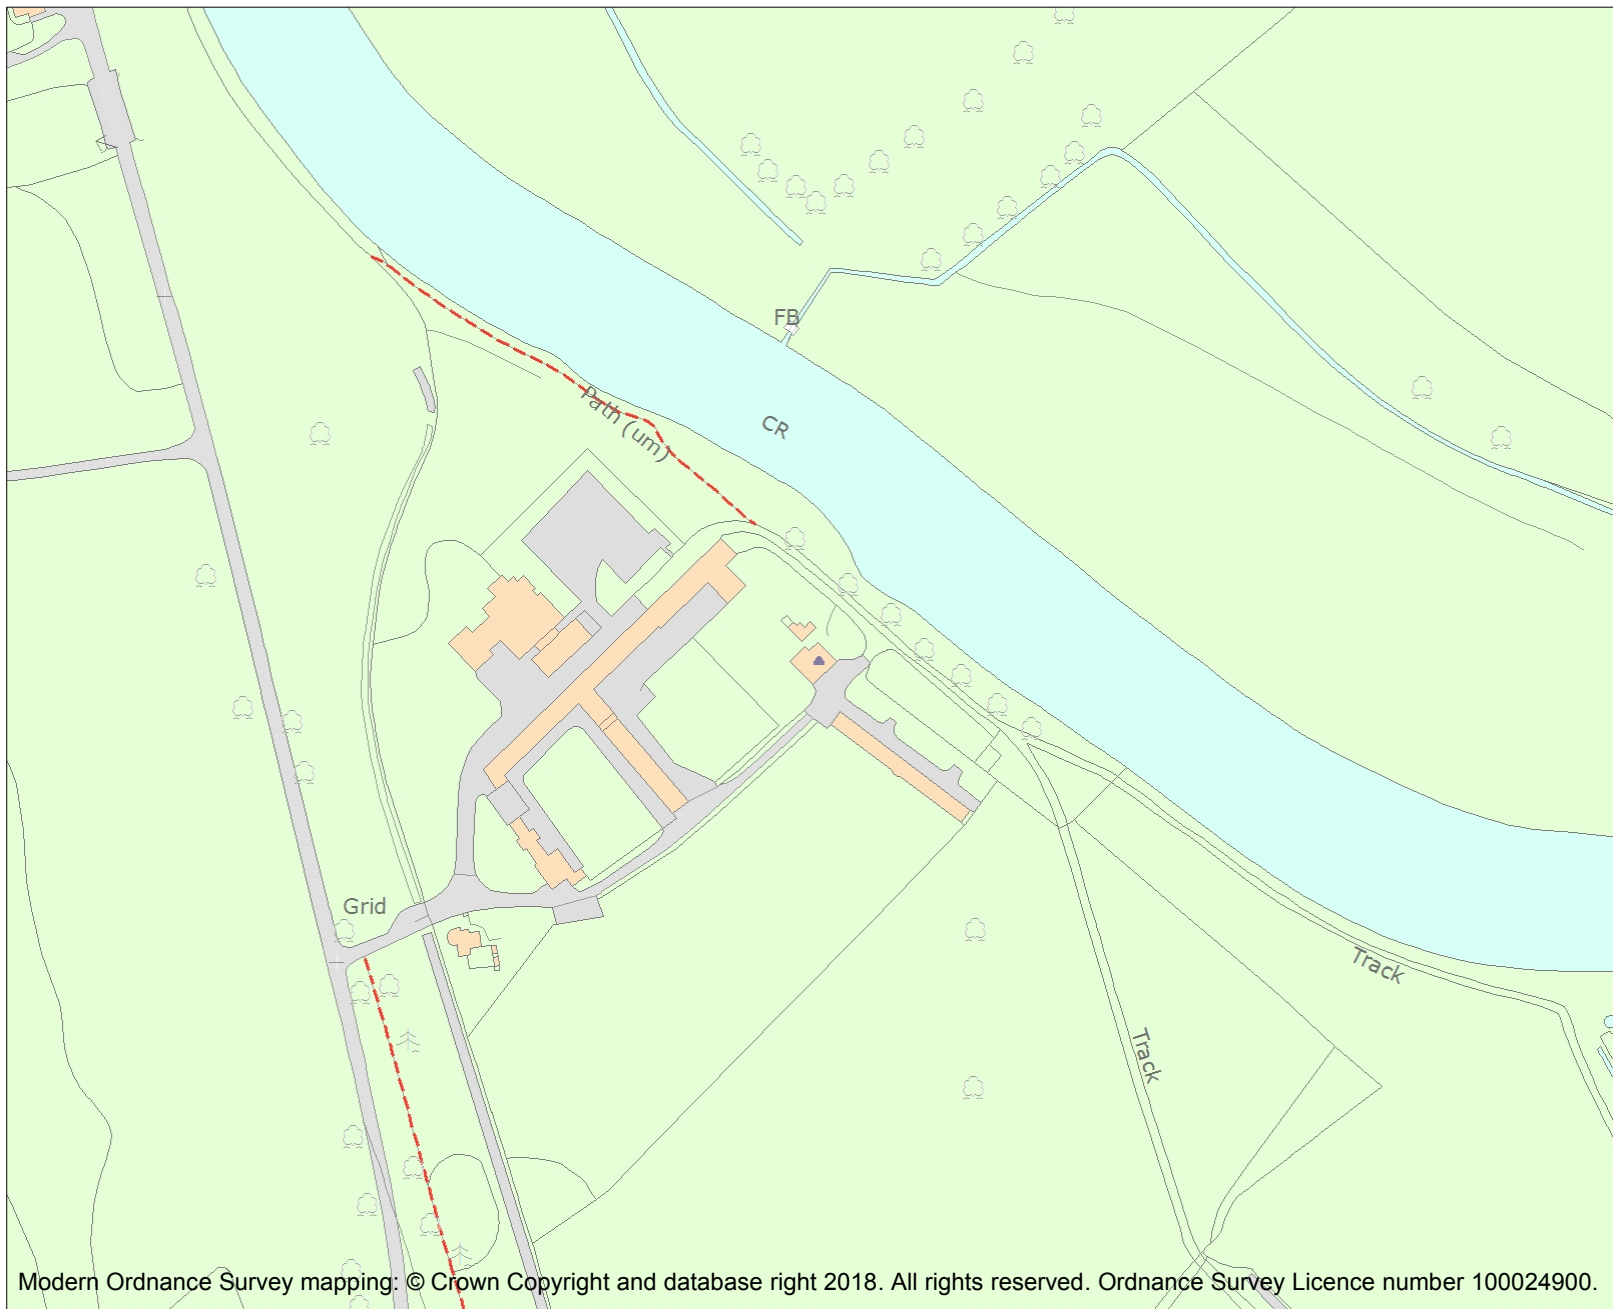 FB
Path (um)
CR
Grid
Track
Track
Modern Ordnance Survey mapping: © Crown Copyright and database right 2018. All rights reserved. Ordnance Survey Licence number 100024900.